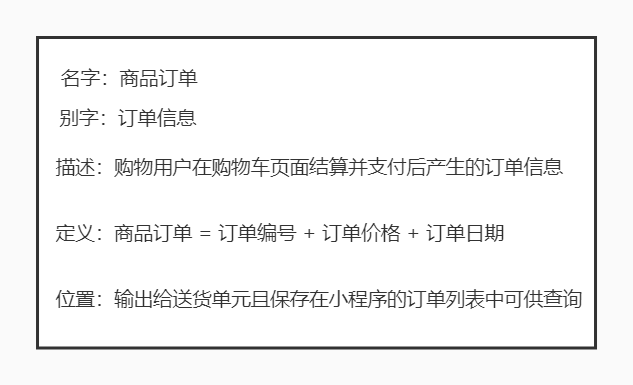 名字：商品订单
别字：订单信息
描述：购物用户在购物车页面结算并支付后产生的订单信息
定义：商品订单 = 订单编号 + 订单价格 + 订单日期
位置：输出给送货单元且保存在小程序的订单列表中可供查询